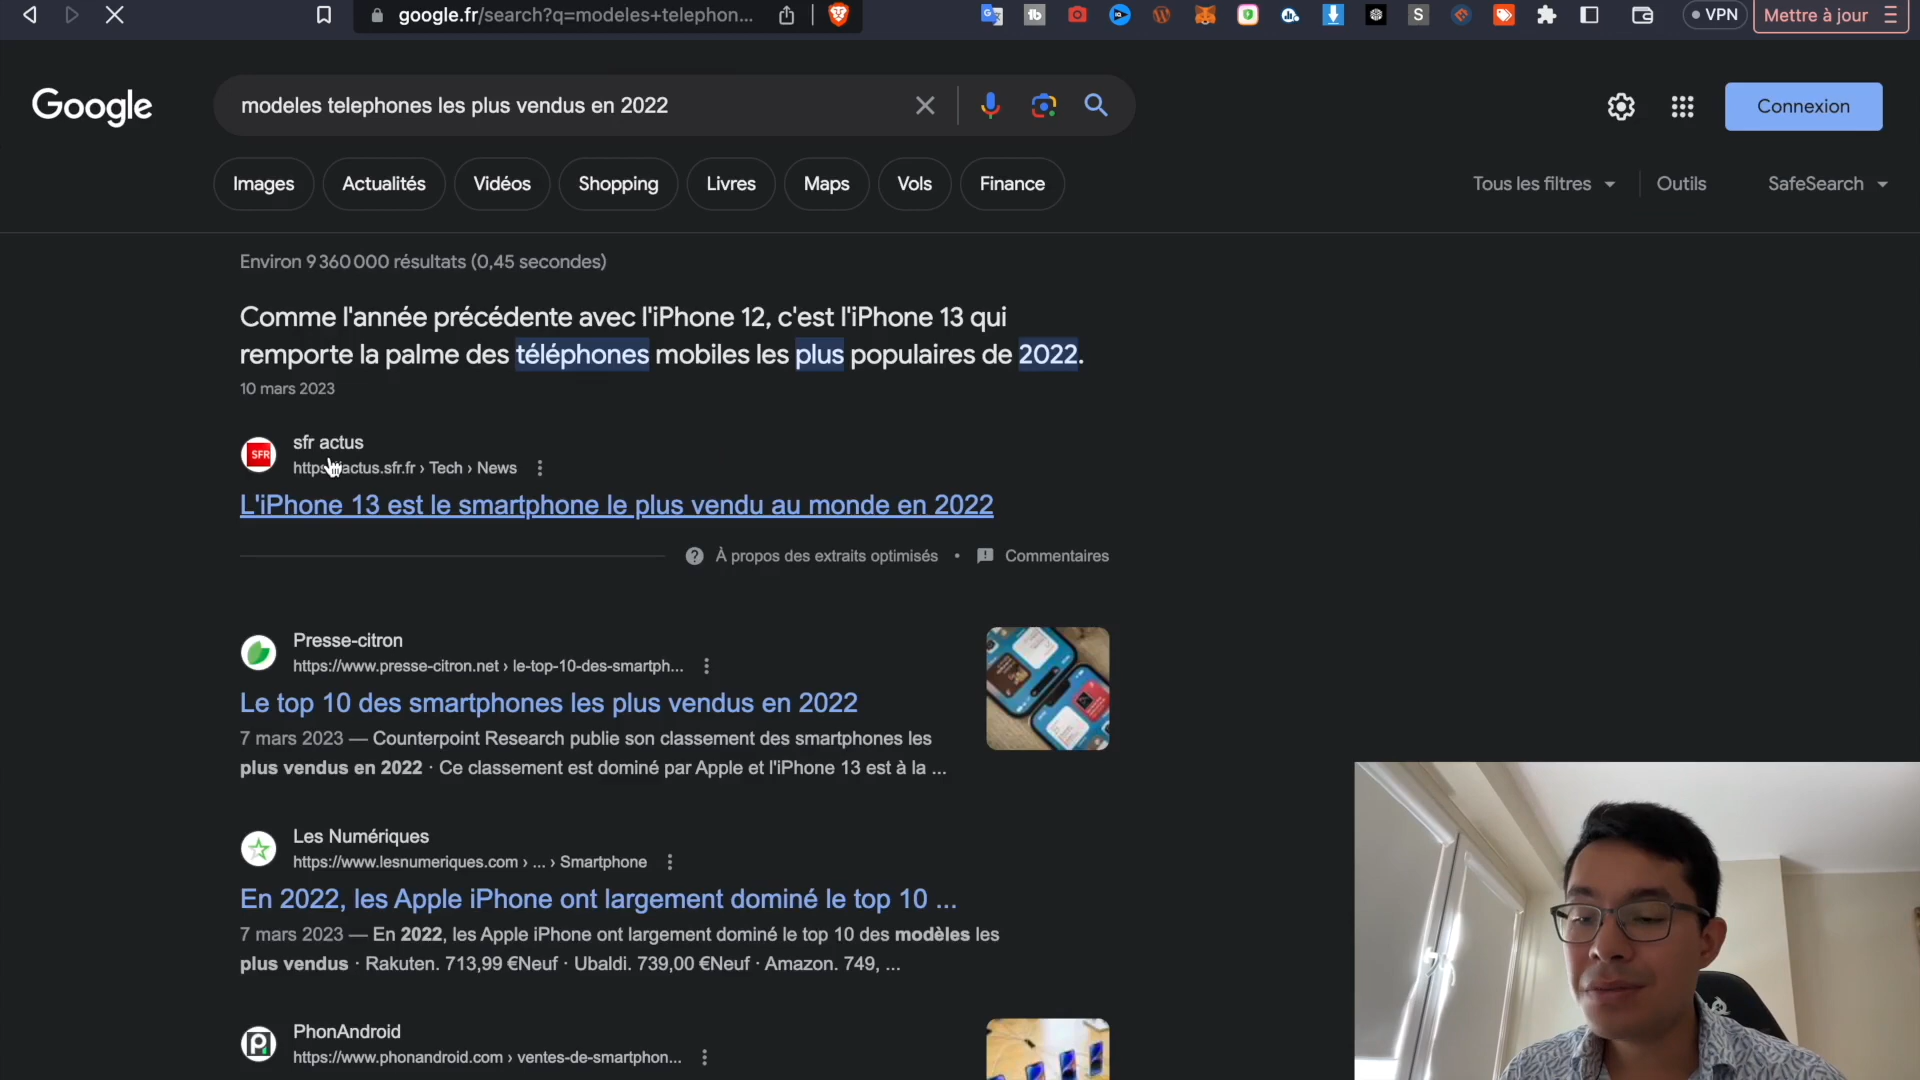 google.fr/search?q=modeles+telephon...
VPN
Mettre à jour
Google
modeles telephones les plus vendus en 2022
Connexion
Images
Actualités
Vidéos
Shopping
Livres
Maps
Vols
Finance
Tous les filtres
Outils
SafeSearch
Environ 9 360 000 résultats (0,45 secondes)
Comme l'année précédente avec l'iPhone 12, c'est l'iPhone 13 qui
remporte la palme des téléphones mobiles les plus populaires de 2022.
10 mars 2023
SFR
sfr actus
https://actus.sfr.fr › Tech › News
L'iPhone 13 est le smartphone le plus vendu au monde en 2022
À propos des extraits optimisés • Commentaires
Presse-citron
https://www.presse-citron.net › le-top-10-des-smartph...
Le top 10 des smartphones les plus vendus en 2022
7 mars 2023 — Counterpoint Research publie son classement des smartphones les
plus vendus en 2022 · Ce classement est dominé par Apple et l'iPhone 13 est à la ...
Les Numériques
https://www.lesnumeriques.com › ... › Smartphone
En 2022, les Apple iPhone ont largement dominé le top 10 ...
7 mars 2023 — En 2022, les Apple iPhone ont largement dominé le top 10 des modèles les
plus vendus · Rakuten. 713,99 €Neuf · Ubaldi. 739,00 €Neuf · Amazon. 749, ...
PhonAndroid
https://www.phonandroid.com › ventes-de-smartphon...